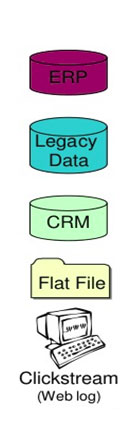 ERP
Legacy
Data
CRM
Flat File
WWW
Clickstream
(Web log)